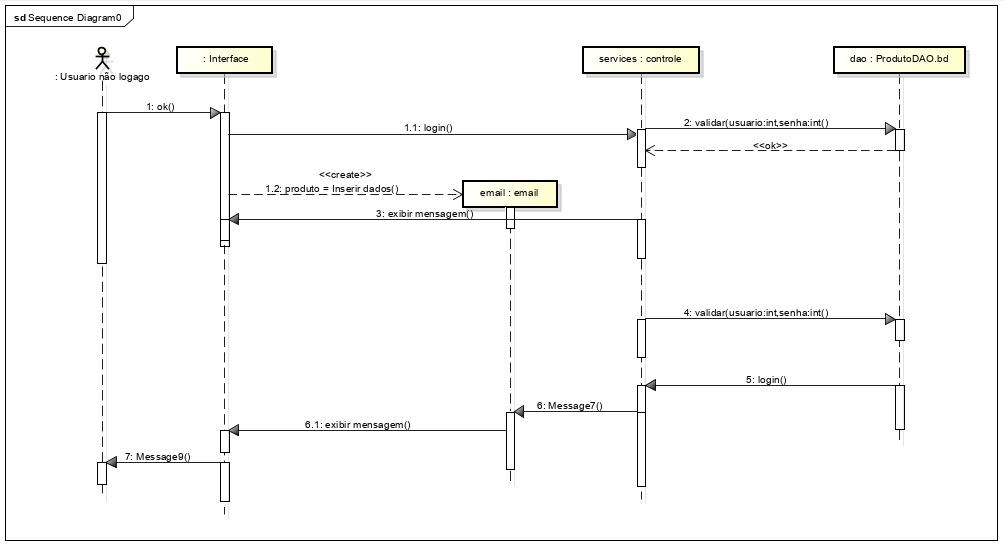 sd Sequence Diagram0
: Usuario não logago
: Interface
services : controle
dao : ProdutoDAO.bd
1: ok()
1.1: login()
2: validar(usuario:int,senha:int()
<<ok>>
<<create>>
1.2: produto = Inserir dados()
email : email
3: exibir mensagem()
4: validar(usuario:int,senha:int()
5: login()
6: Message7()
6.1: exibir mensagem()
7: Message9()